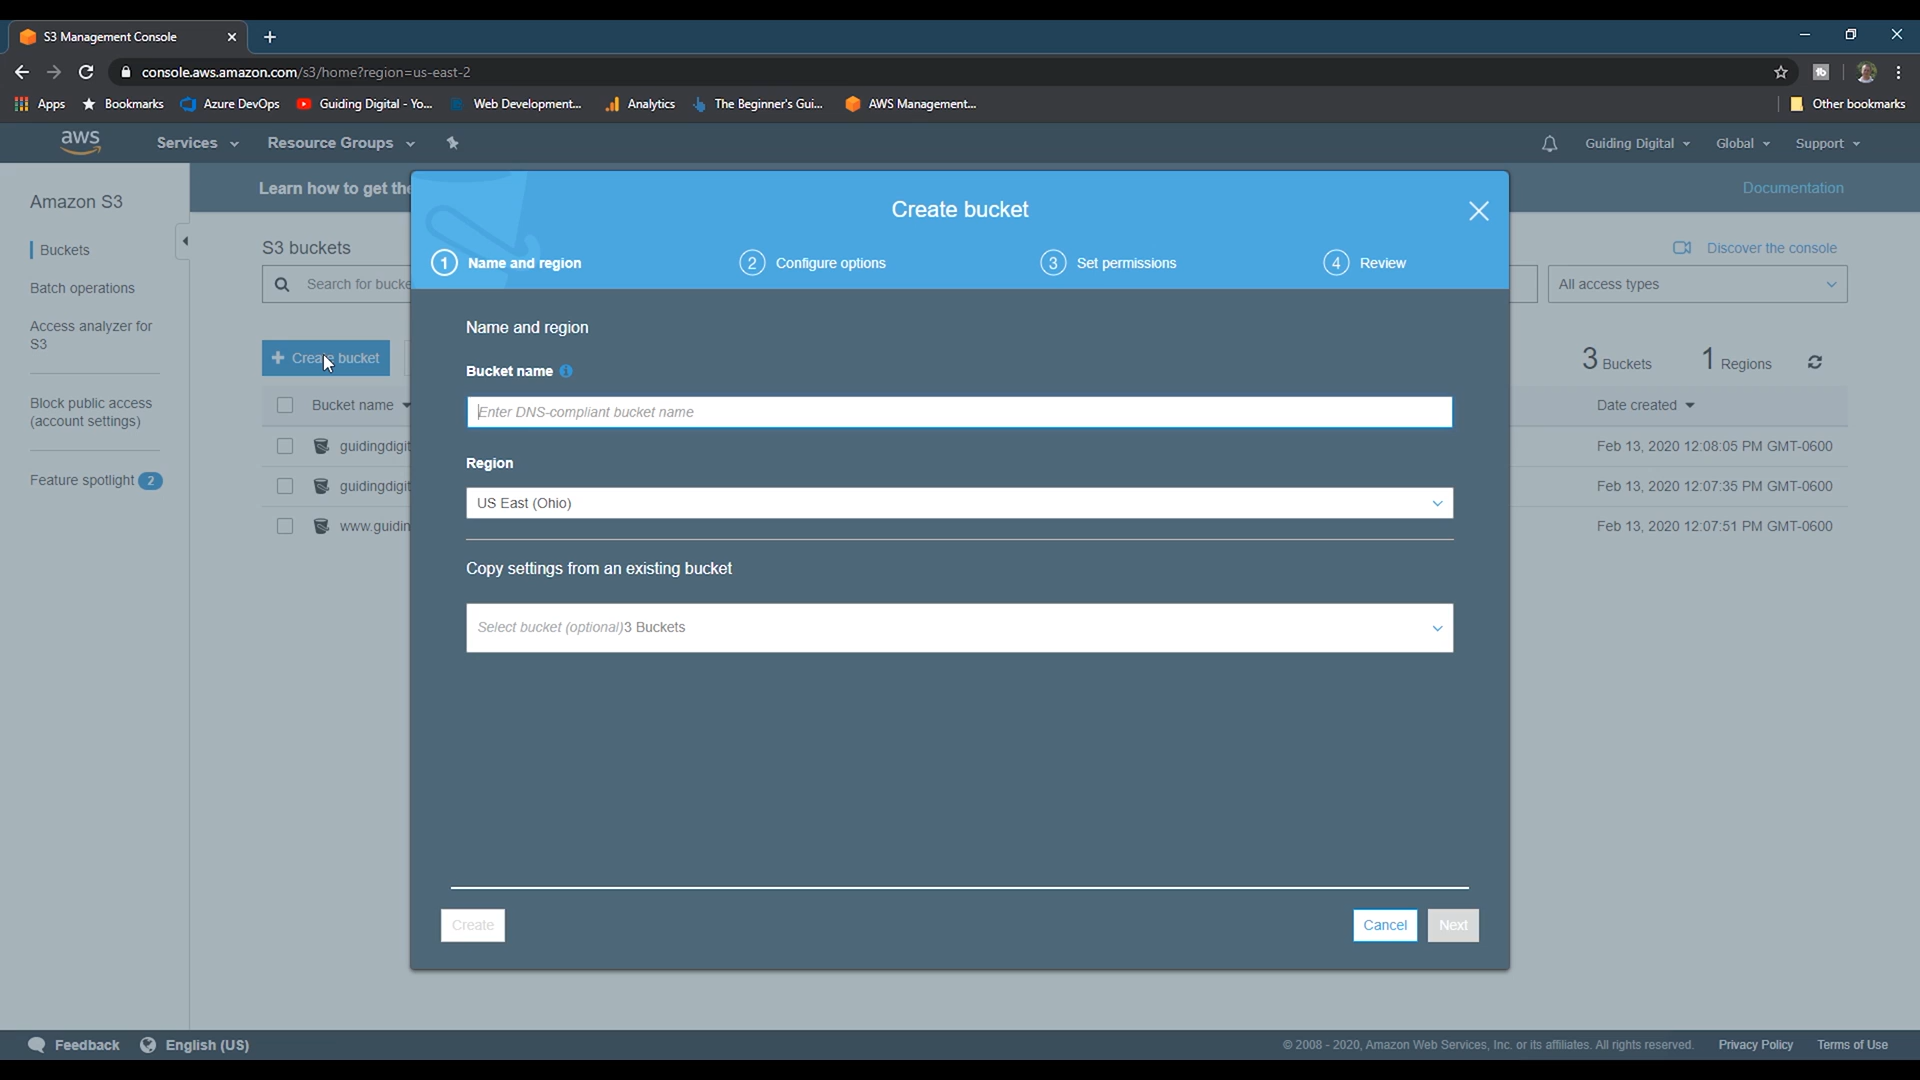 S3 Management Console
console.aws.amazon.com/s3/home?region=us-east-2
Apps Bookmarks Azure DevOps Guiding Digital - Yo... Web Development... Analytics The Beginner's Gui... AWS Management... Other bookmarks
aws Services Resource Groups Guiding Digital Global Support
Learn how to get the Documentation
Amazon S3
Buckets
Batch operations
Access analyzer for
S3
Block public access
(account settings)
Feature spotlight 2
S3 buckets
Discover the console
Search for bucke
All access types
Create bucket
3 Buckets 1 Regions
Bucket name Date created
guidingdigit Feb 13, 2020 12:08:05 PM GMT-0600
guidingdigit Feb 13, 2020 12:07:35 PM GMT-0600
www.guidin Feb 13, 2020 12:07:51 PM GMT-0600
Create bucket
1 Name and region 2 Configure options 3 Set permissions 4 Review
Name and region
Bucket name
Enter DNS-compliant bucket name
Region
US East (Ohio)
Copy settings from an existing bucket
Select bucket (optional)3 Buckets
Create Cancel Next
Feedback English (US) © 2008 - 2020, Amazon Web Services, Inc. or its affiliates. All rights reserved. Privacy Policy Terms of Use